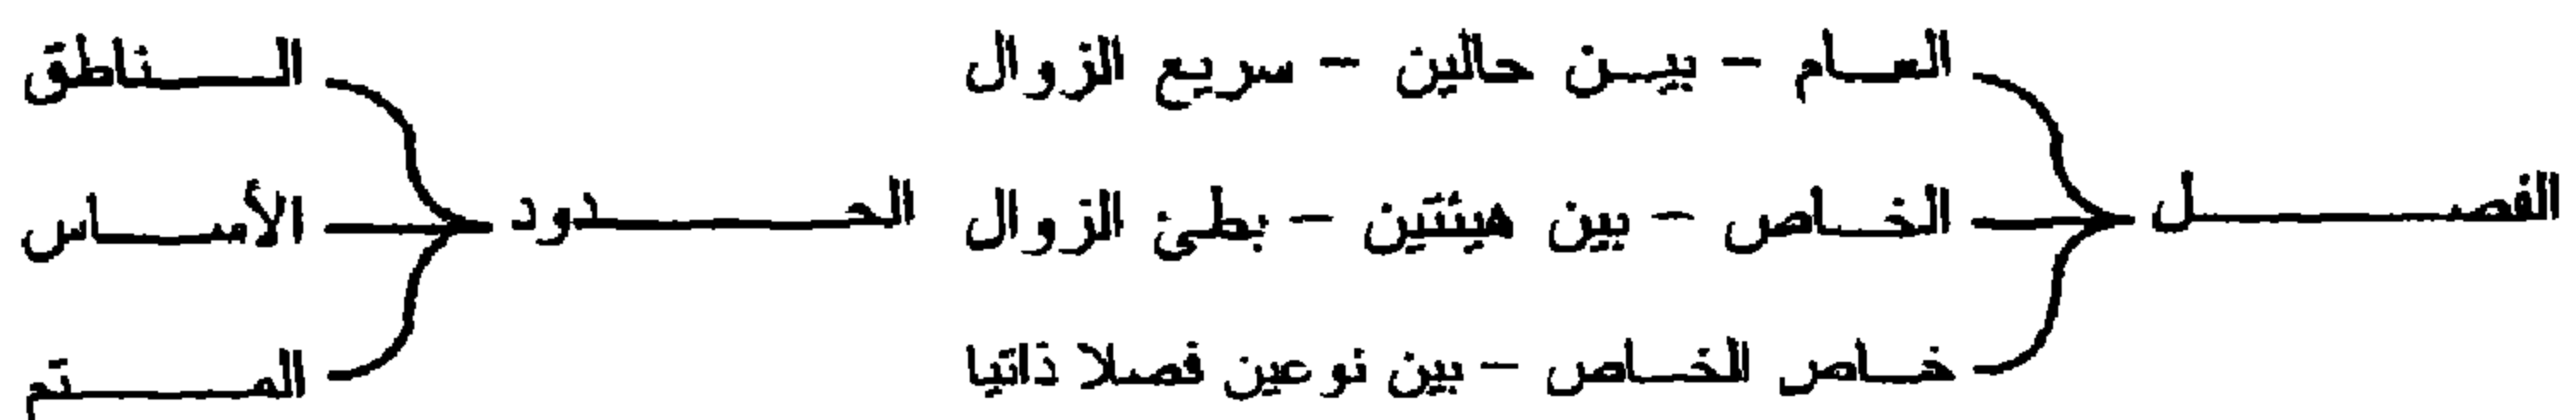 العام - بين حالين - سريع الزوال
الناطق
الفصل
الخاص - بين هيئتين - بطئ الزوال
الحدود
الأساس
خاص الخاص - بين نوعين فصلا ذاتيا
المتم